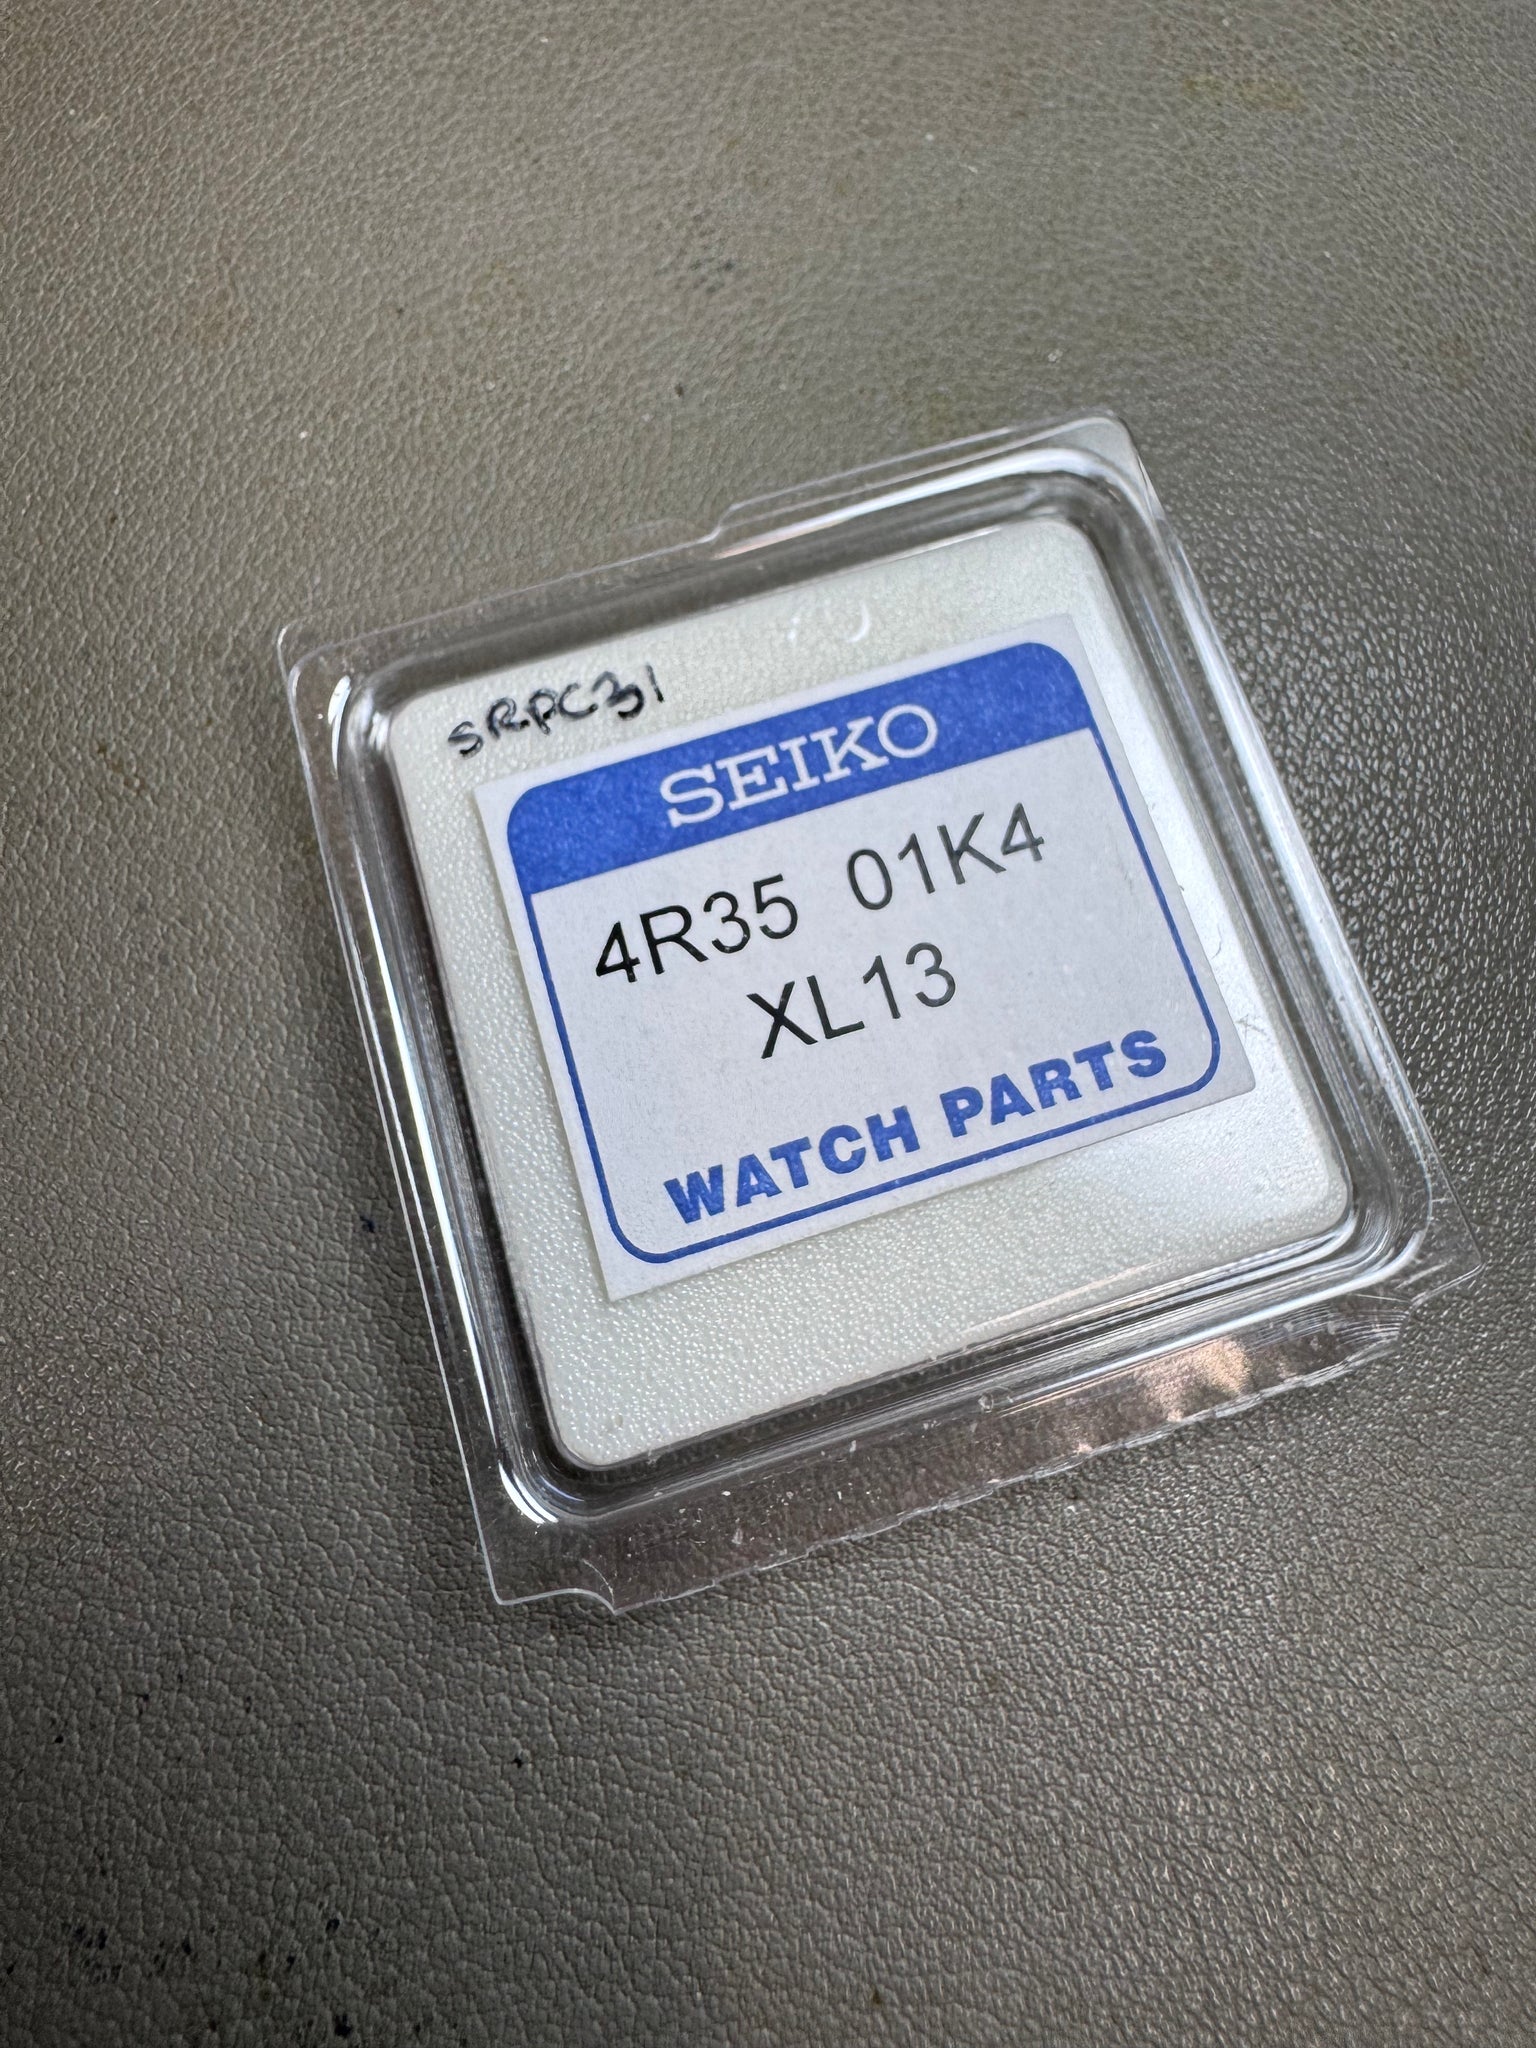 SRPC31
SEIKO
4R35 01K4
XL13
WATCH PARTS